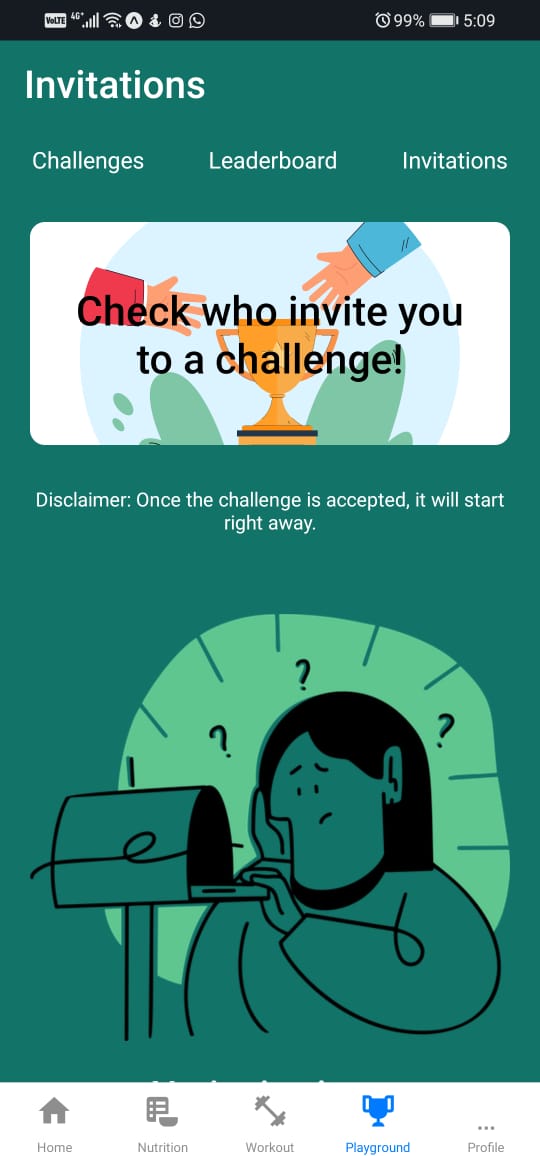 VoLTE 4G+ 99% 5:09
Invitations
Challenges Leaderboard Invitations
Check who invite you
to a challenge!
Disclaimer: Once the challenge is accepted, it will start
right away.
? ? ?
Home Nutrition Workout Playground Profile